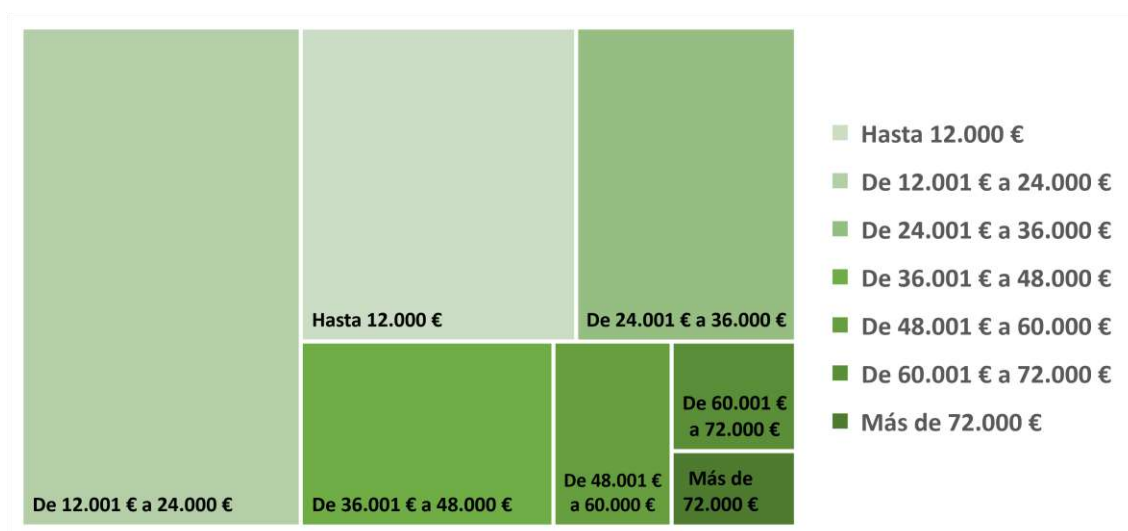 Hasta 12.000 €
De 24.001 € a 36.000 €
De 12.001 € a 24.000 €
De 36.001 € a 48.000 €
De 48.001 €
a 60.000 €
De 60.001 €
a 72.000 €
Más de
72.000 €
Hasta 12.000 €
De 12.001 € a 24.000 €
De 24.001 € a 36.000 €
De 36.001 € a 48.000 €
De 48.001 € a 60.000 €
De 60.001 € a 72.000 €
Más de 72.000 €